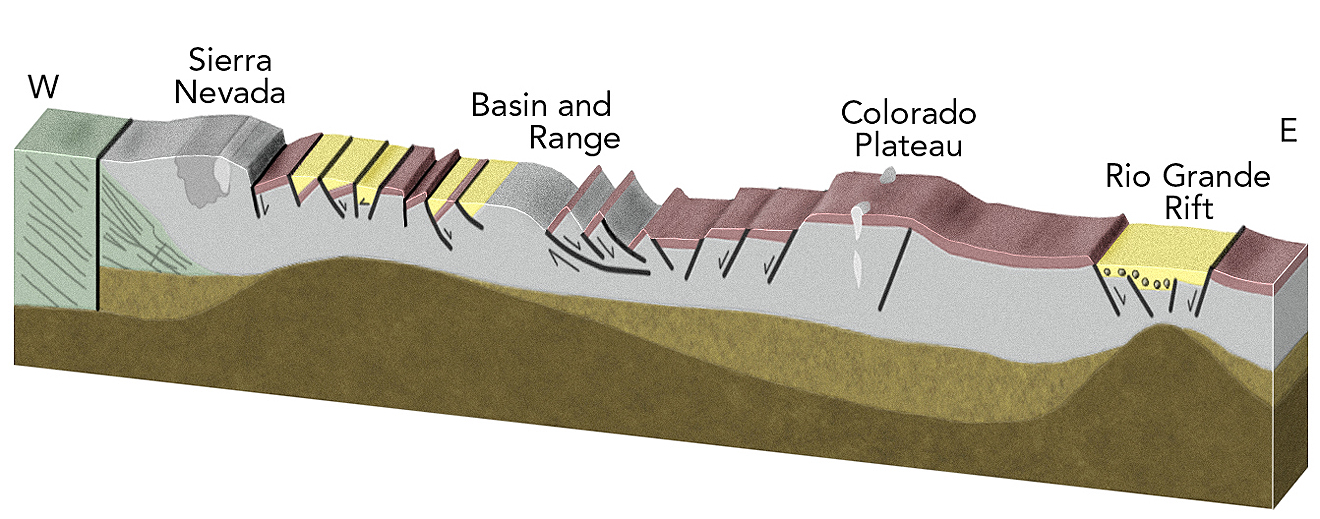 W
Sierra
Nevada
Basin and
Range
Colorado
Plateau
E
Rio Grande
Rift